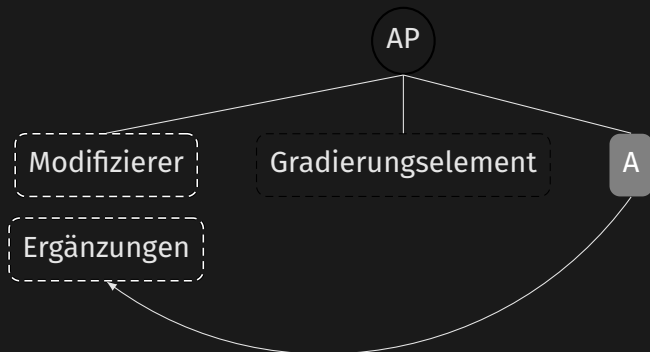 AP
Modifizierer
Gradierungselement
A
Ergänzungen